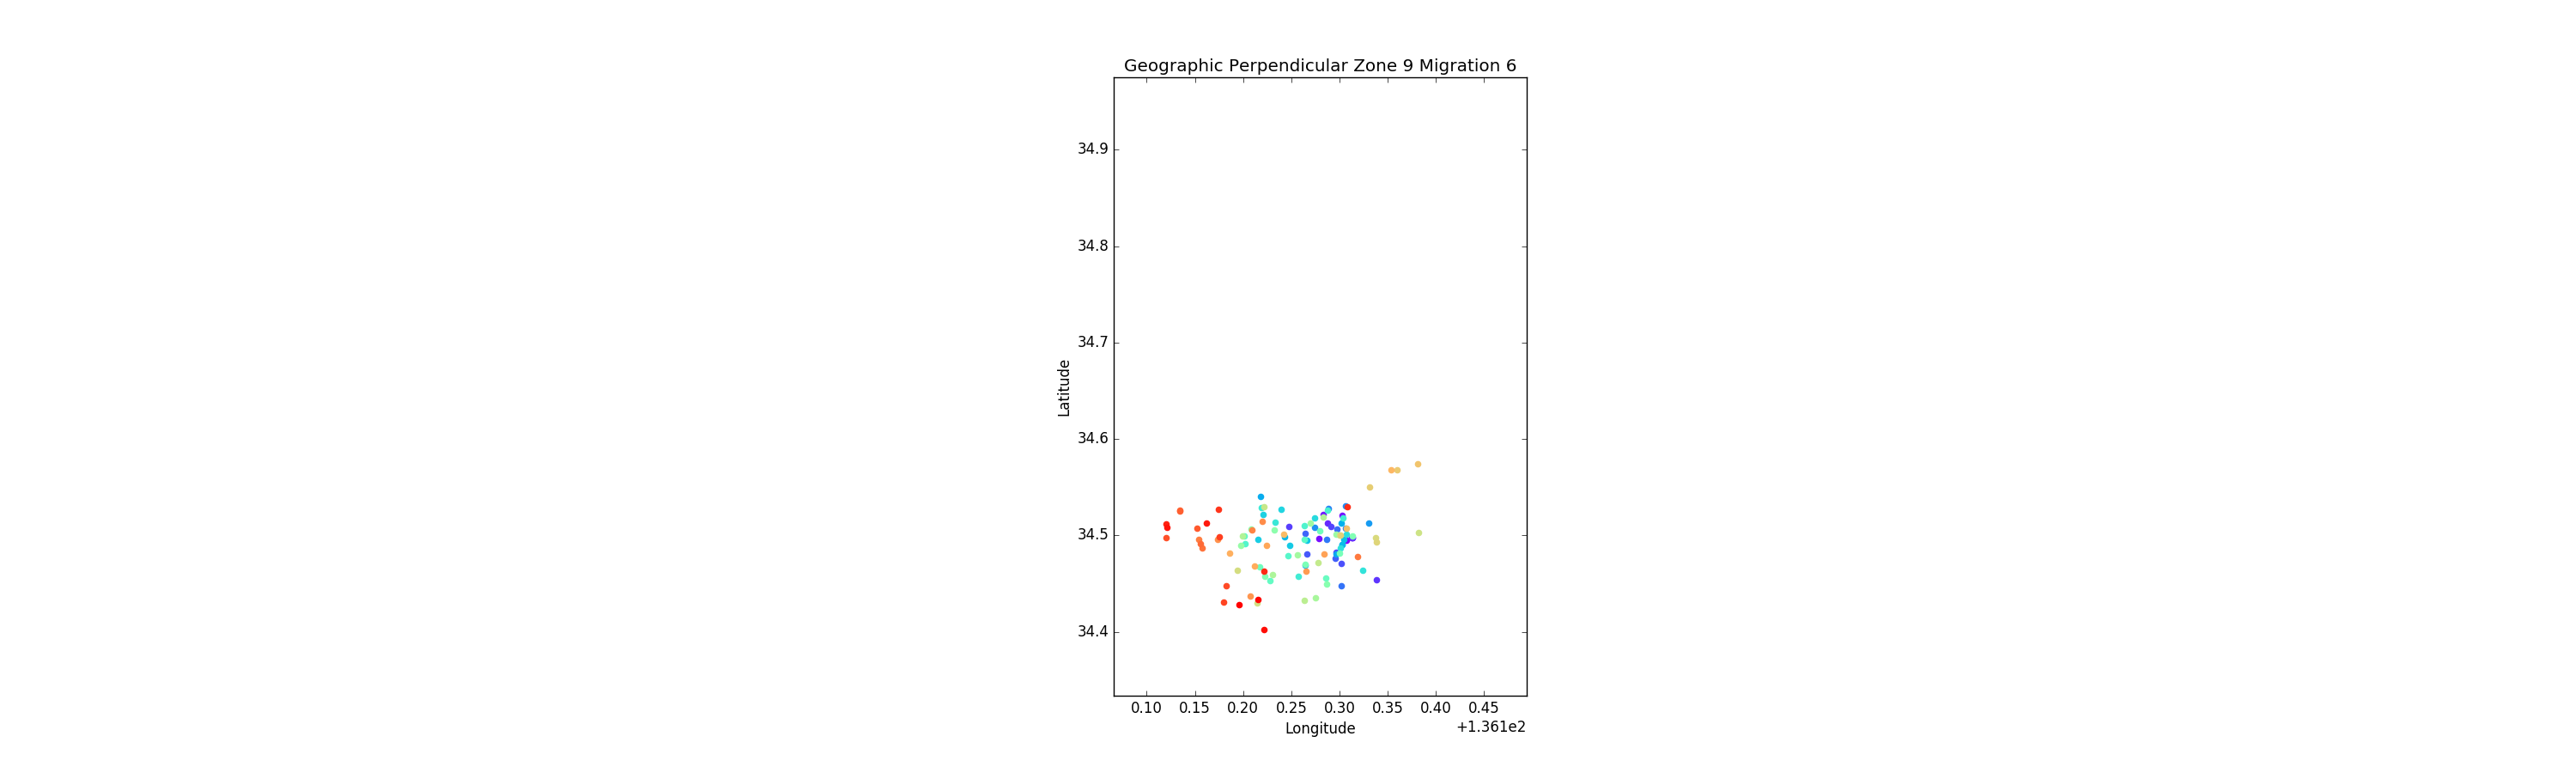 Geographic Perpendicular Zone 9 Migration 6
34.9
34.8
34.7
34.6
34.5
34.4
Latitude
0.10 0.15 0.20 0.25 0.30 0.35 0.40 0.45
+1.361e2
Longitude